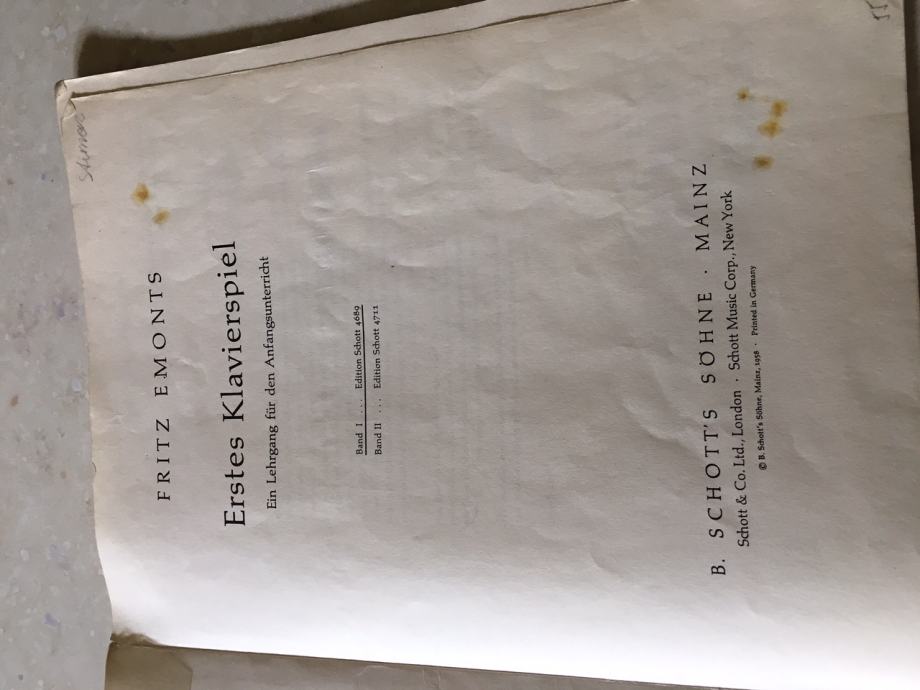 FRITZ EMONTS
Erstes Klavierspiel
Ein Lehrgang für den Anfangsunterricht
Band I ... Edition Schott 4689
Band II ... Edition Schott 4711
B. SCHOTT'S SÖHNE · MAINZ
Schott & Co. Ltd., London · Schott Music Corp., New York
© B. Schott's Söhne, Mainz, 1958 · Printed in Germany